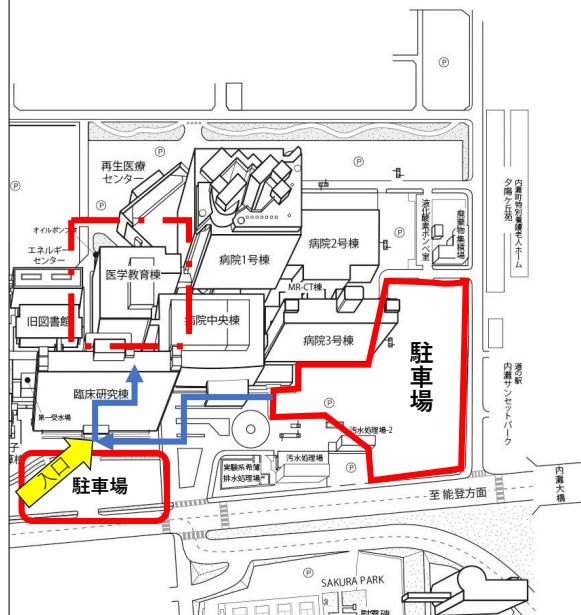 P
P
P
P
再生医療
センター
P
P
オイルポンプ室
エネルギー
センター
医学教育棟
病院1号棟
病院2号棟
P
液化酸素ボンベ室
廃棄物集積場
内灘町特別養護老人ホーム
夕陽ケ丘苑
MR-CT棟
旧図書館
病院中央棟
病院3号棟
駐車場
道の駅
内灘サンセットパーク
臨床研究棟
第一受水場
P
汚水処理場-2
入口
駐車場
汚水処理場
実験系希薄
排水処理場
P
至 能登方面
内灘大橋
P
SAKURA PARK
慰霊碑